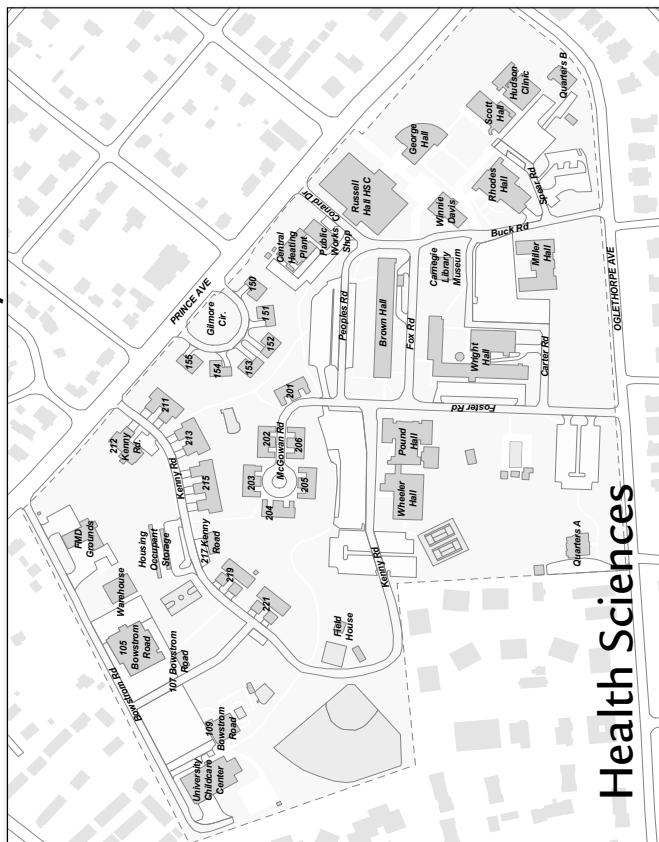 Health Sciences
PRINCE AVE
OGLETHORPE AVE
Bowstrom Rd
FMD
Grounds
Warehouse
105
Bowstrom
Road
107 Bowstrom
Road
109
Bowstrom
Road
University
Childcare
Center
Housing
Occupant
Storage
212
Kenny
Rd.
211
213
215
Kenny Rd
217 Kenny
Road
219
221
Field
House
Kenny Rd
Gilmore
Cir.
150
151
152
153
154
155
201
202
203
204
205
206
McGowan Rd
Central
Heating
Plant
Public
Works
Shop
Conard Dr
Peoples Rd
Brown Hall
Fox Rd
Russell
Hall HSC
George
Hall
Winnie
Davis
Scott
Hall
Hudson
Clinic
Quarters B
Rhodes
Hall
Spear Rd
Buck Rd
Carnegie
Library
Museum
Miller
Hall
Wright
Hall
Carter Rd
Foster Rd
Pound
Hall
Wheeler
Hall
Quarters A